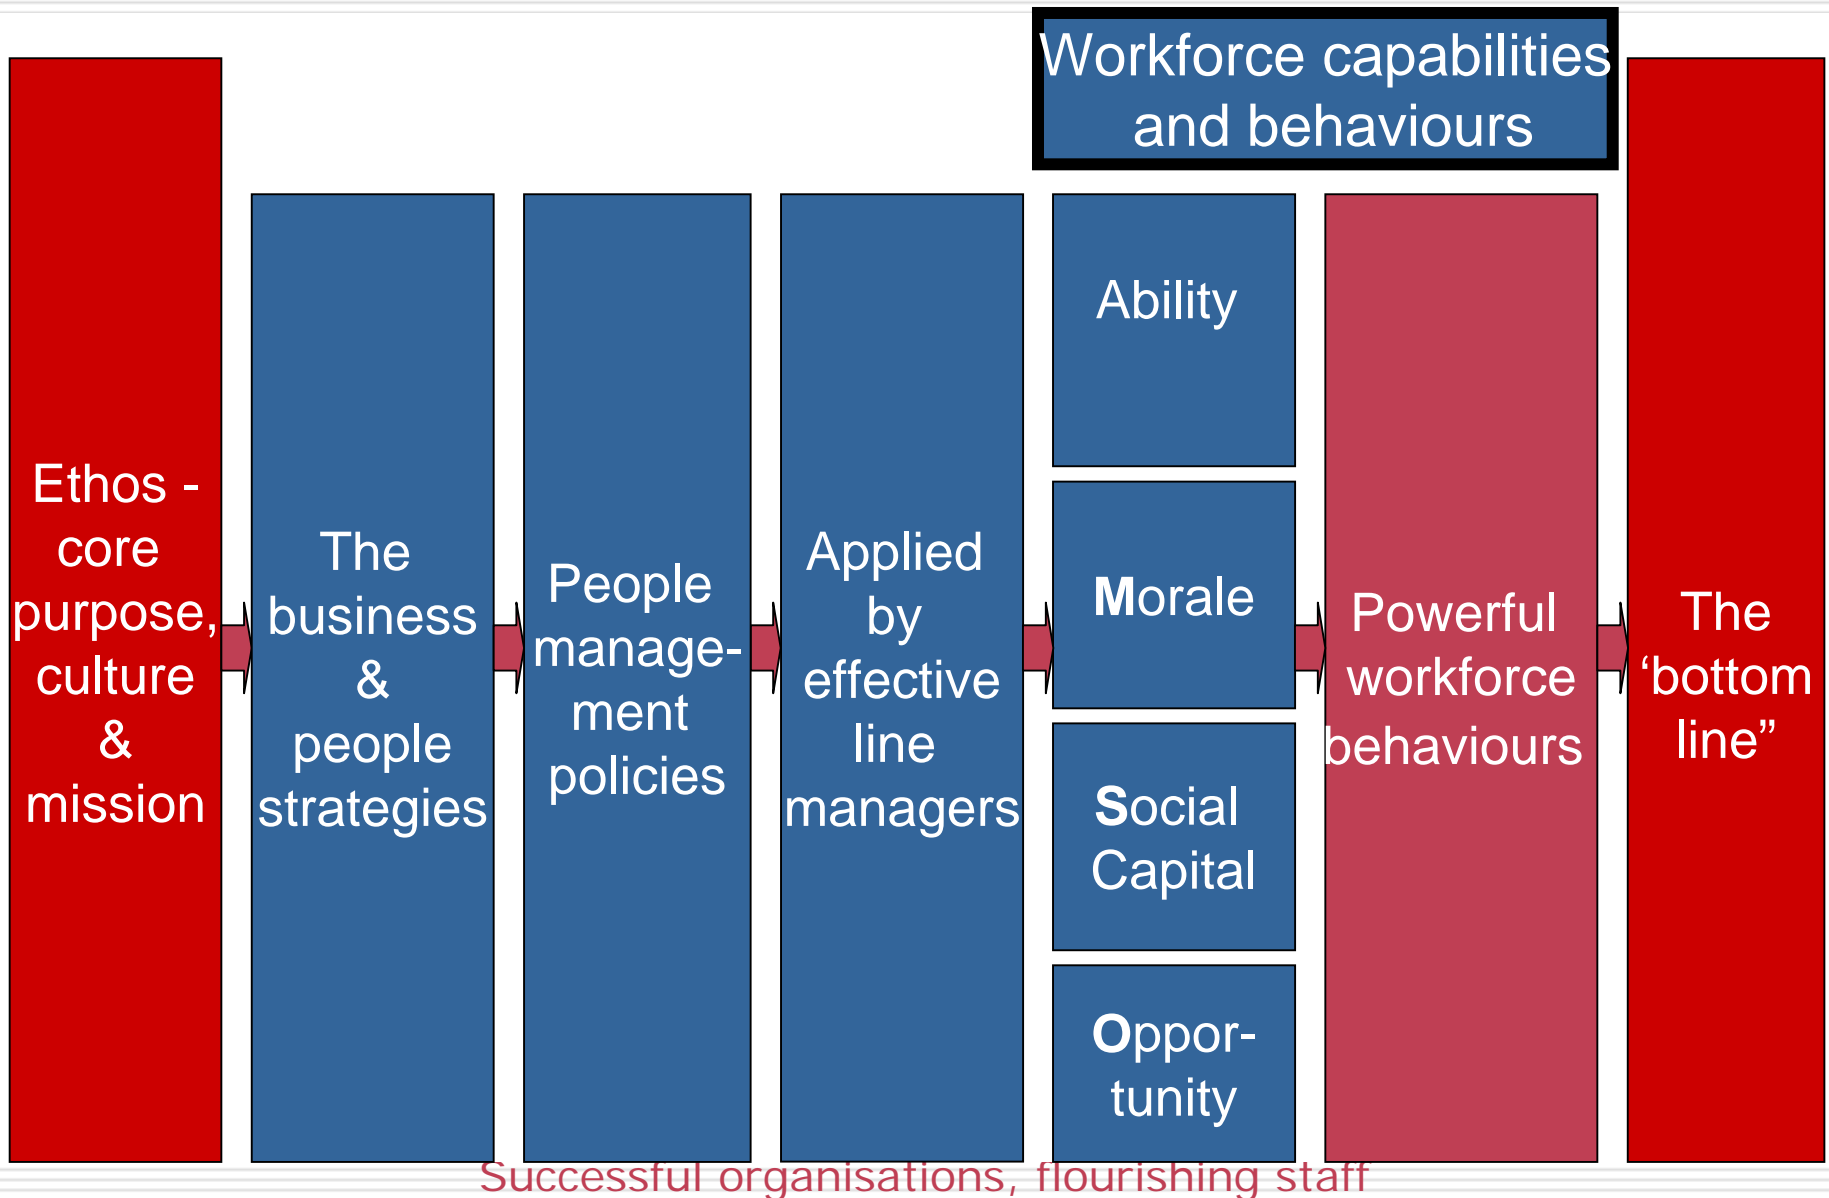 Workforce capabilities
and behaviours
Ethos -
core
purpose,
culture
&
mission
The
business
&
people
strategies
People
manage-
ment
policies
Applied
by
effective
line
managers
Ability
Morale
Social
Capital
Oppor-
tunity
Powerful
workforce
behaviours
The
‘bottom
line”
Successful organisations, flourishing staff